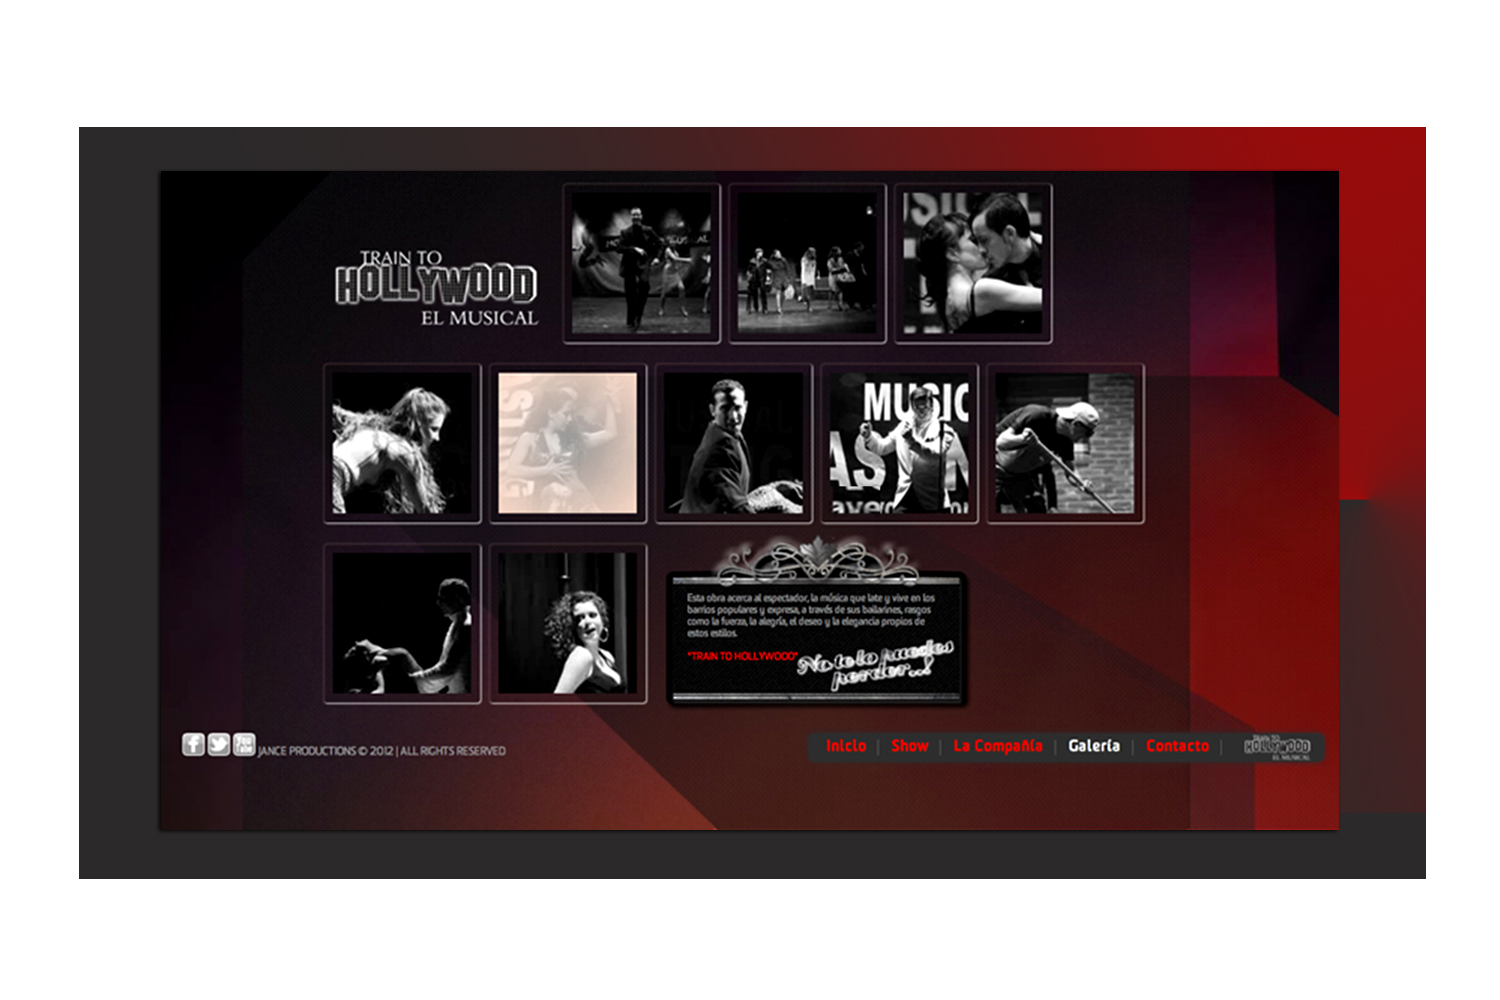 TRAIN TO
HOLLYWOOD
EL MUSICAL
MUSIC
Esta obra acerca al espectador, la música que late y vive en los
barrios populares y expresa, a través de sus bailarines, rasgos
como la fuerza, la alegría, el deseo y la elegancia propios de
estos estilos.
"TRAIN TO HOLLYWOOD"
No te lo puedes
perder...!
You
Tube
JANCE PRODUCTIONS © 2012 | ALL RIGHTS RESERVED
Inicio | Show | La Compañía | Galería | Contacto |
TRAIN TO
HOLLYWOOD
EL MUSICAL